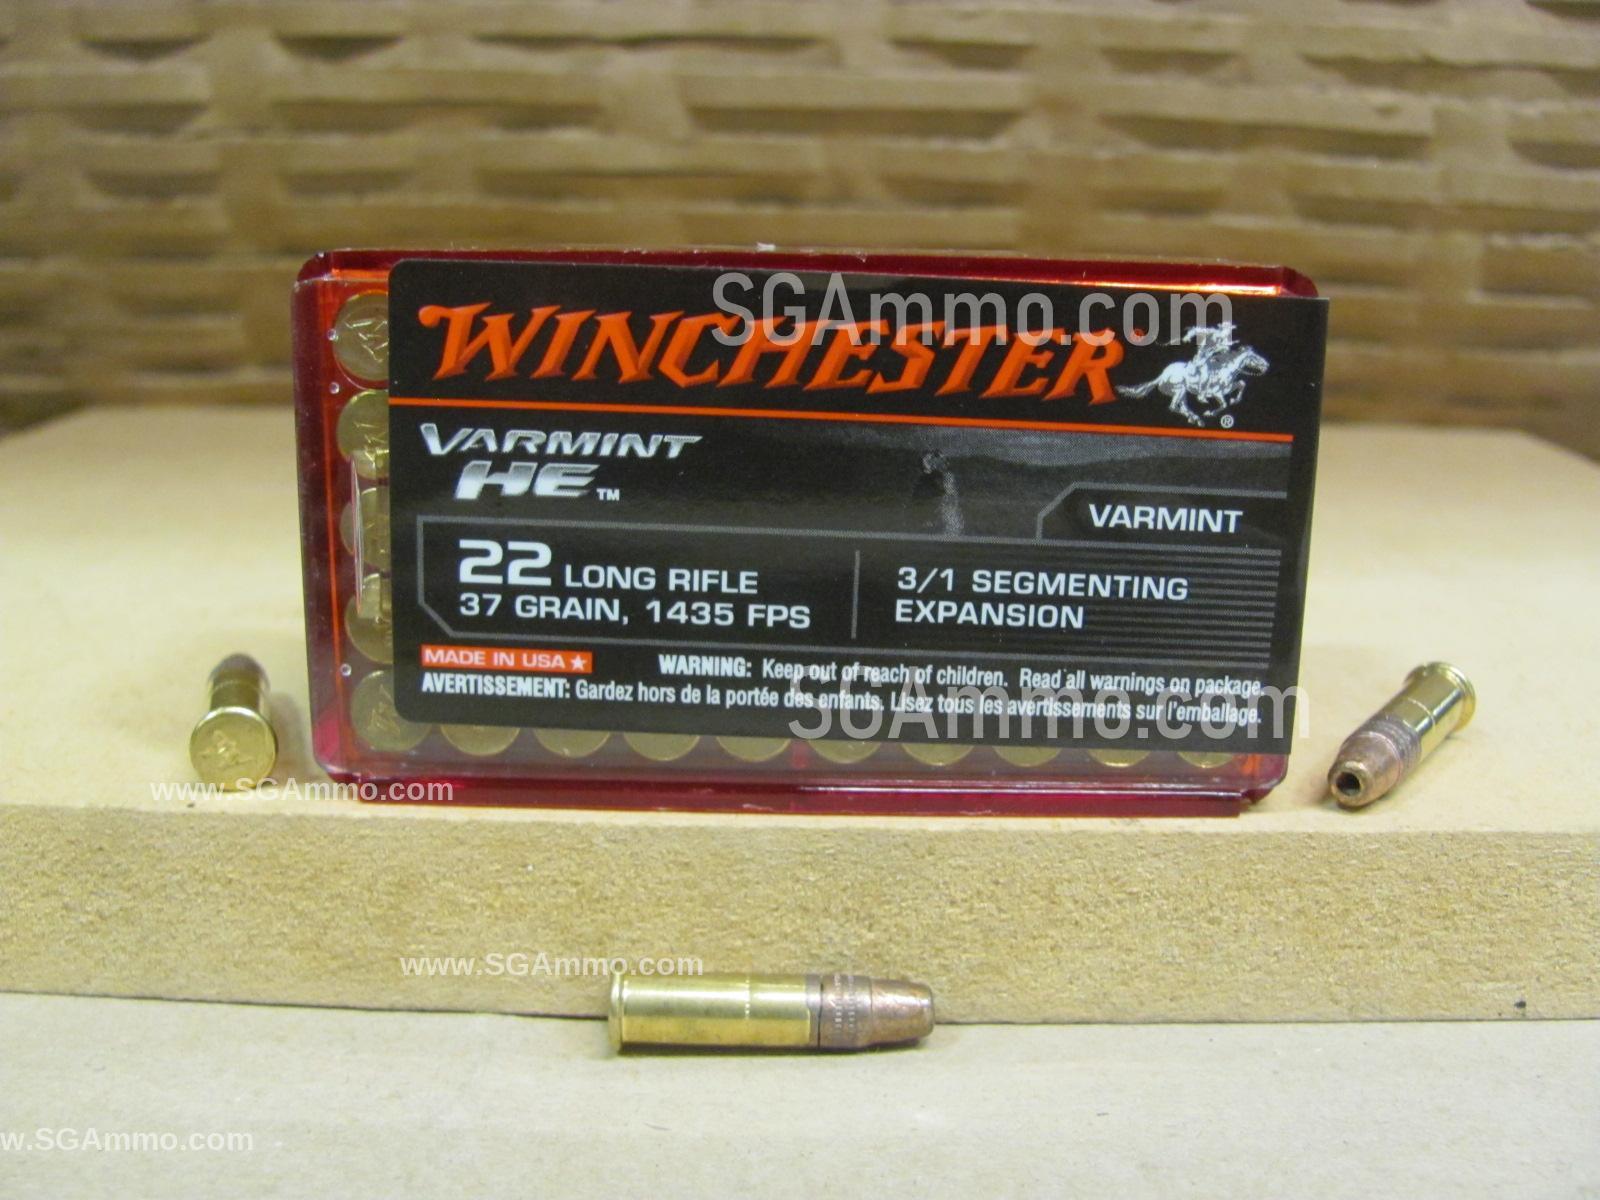 SGAmmo.com
WINCHESTER®
®
VARMINT
HE™
VARMINT
22 LONG RIFLE
37 GRAIN, 1435 FPS
3/1 SEGMENTING
EXPANSION
MADE IN USA★
WARNING: Keep out of reach of children. Read all warnings on package.
AVERTISSEMENT: Gardez hors de la portée des enfants. Lisez tous les avertissements sur l'emballage.
SGAmmo.com
www.SGAmmo.com
www.SGAmmo.com
w.SGAmmo.com